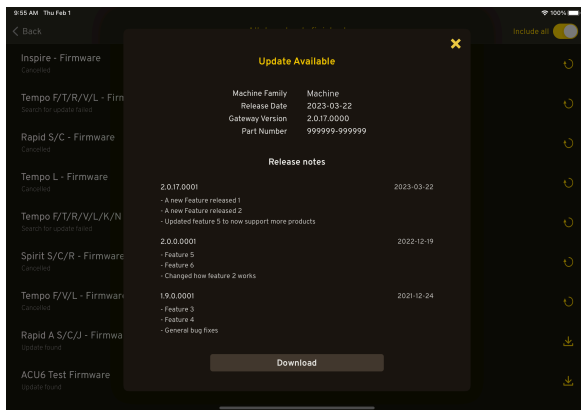 9:55 AM Thu Feb 1
100%
Back
Include all
Update Available
Machine Family Machine
Release Date 2023-03-22
Gateway Version 2.0.17.0000
Part Number 999999-999999
Release notes
2.0.17.0001 2023-03-22
- A new Feature released 1
- A new Feature released 2
- Updated feature 5 to now support more products
2.0.0.0001 2022-12-19
- Feature 5
- Feature 6
- Changed how feature 2 works
1.9.0.0001 2021-12-24
- Feature 3
- Feature 4
- General bug fixes
Download
Inspire - Firmware
Cancelled
Tempo F/T/R/V/L - Firm
Search for update failed
Rapid S/C - Firmware
Cancelled
Tempo L - Firmware
Cancelled
Tempo F/T/R/V/L/K/N
Search for update failed
Spirit S/C/R - Firmware
Cancelled
Tempo F/V/L - Firmwar
Cancelled
Rapid A S/C/J - Firmwa
Update found
ACU6 Test Firmware
Update found